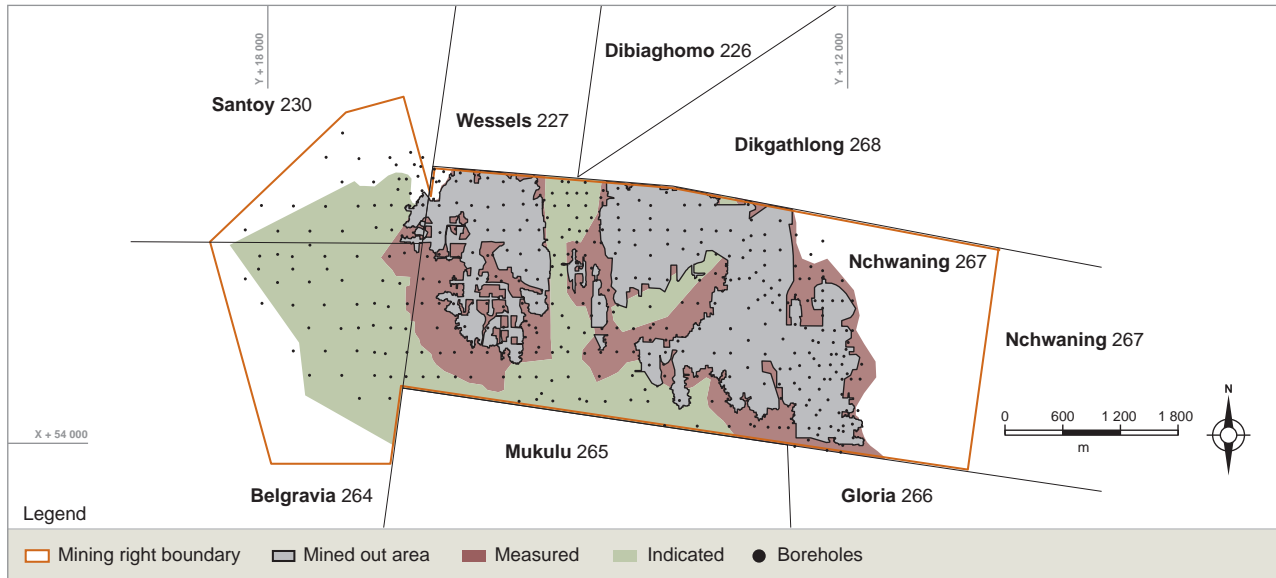 Y + 18 000
Y + 12 000
Dibiaghomo 226
Santoy 230
Wessels 227
Dikgathlong 268
Nchwaning 267
Nchwaning 267
N
0 600 1 200 1 800
m
X + 54 000
Mukulu 265
Belgravia 264
Gloria 266
Legend
Mining right boundary Mined out area Measured Indicated Boreholes